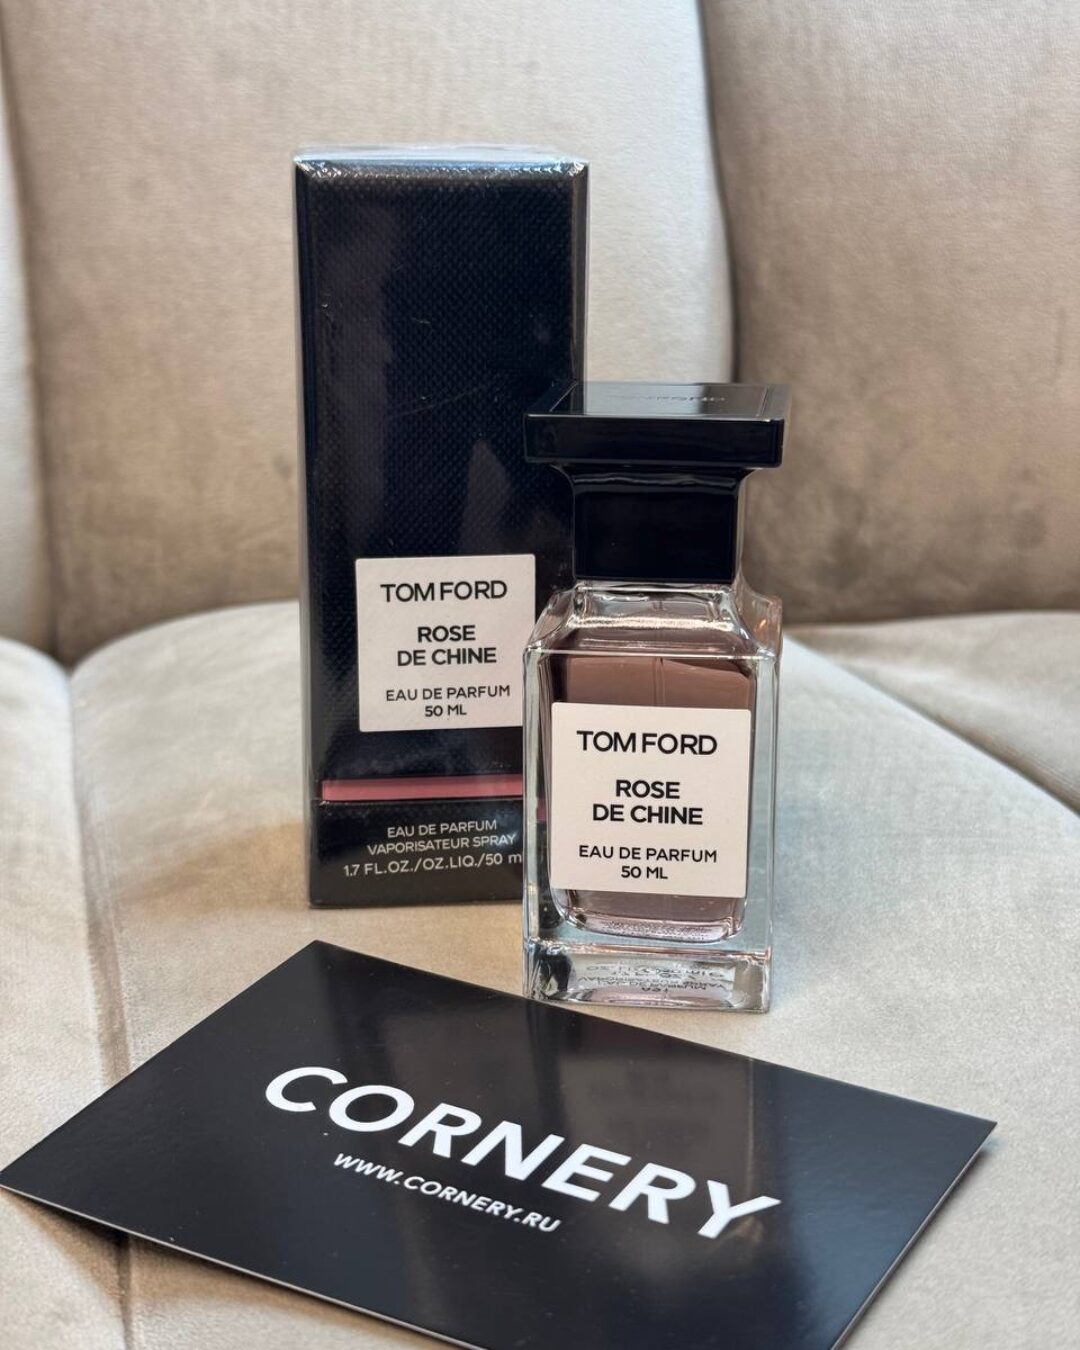 TOM FORD
ROSE
DE CHINE
EAU DE PARFUM
50 ML
EAU DE PARFUM
VAPORISATEUR SPRAY
1.7 FL.OZ./OZ.LIQ./50 m
TOM FORD
ROSE
DE CHINE
EAU DE PARFUM
50 ML
CORNERY
WWW.CORNERY.RU